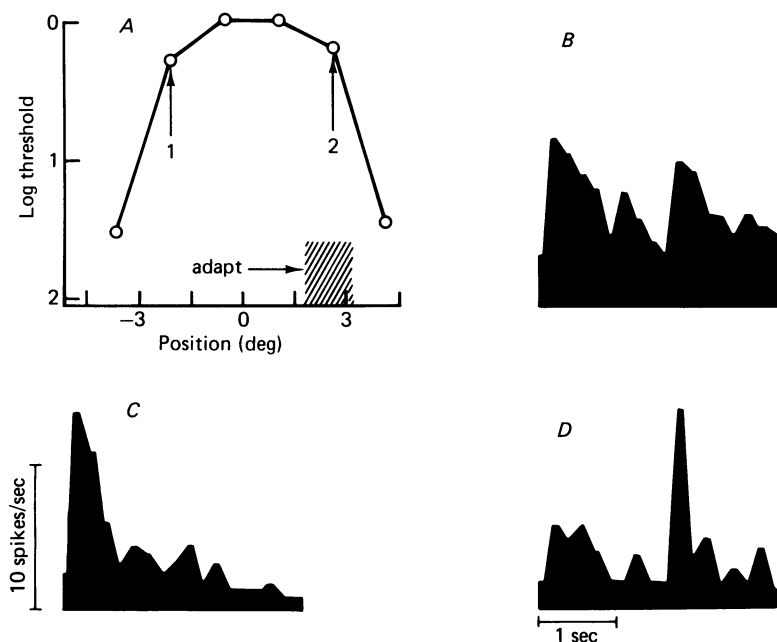 A
B
0
1
2
Log threshold
1
2
adapt
−3
0
3
Position (deg)
C
D
10 spikes/sec
1 sec